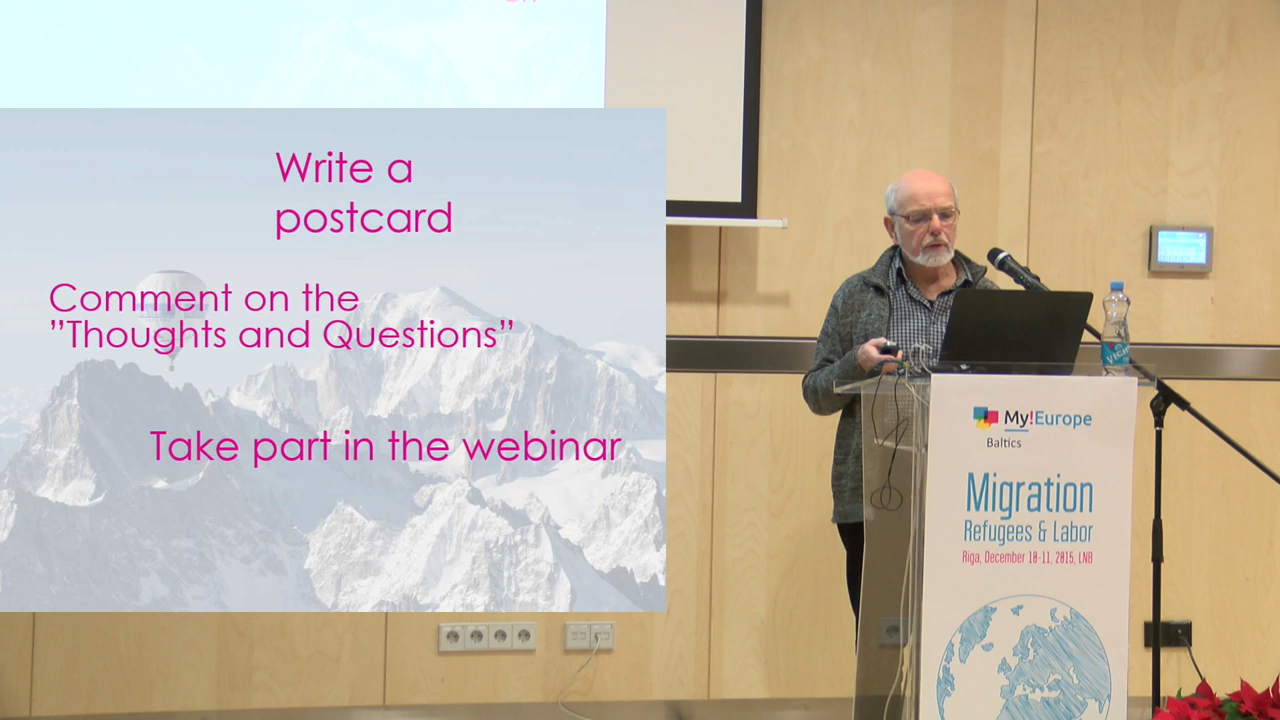 Write a
postcard
Comment on the
”Thoughts and Questions”
Take part in the webinar
My!Europe
Baltics
Migration
Refugees & Labor
Riga, December 10-11, 2015, LNB